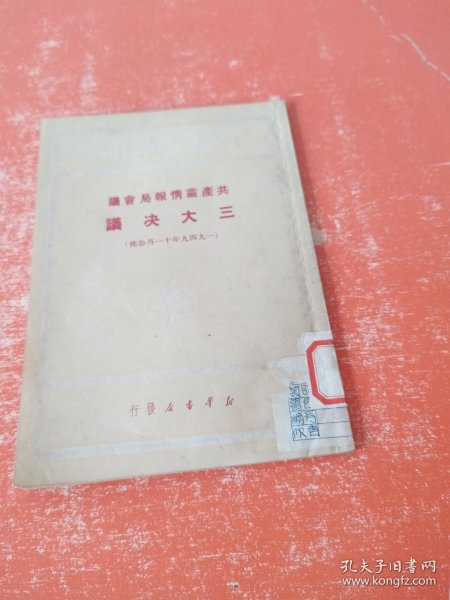 共產黨情報局會議
三大决議
(一九四九年十一月公佈)
新華書店發行
孔夫子旧书网
www.kongfz.com